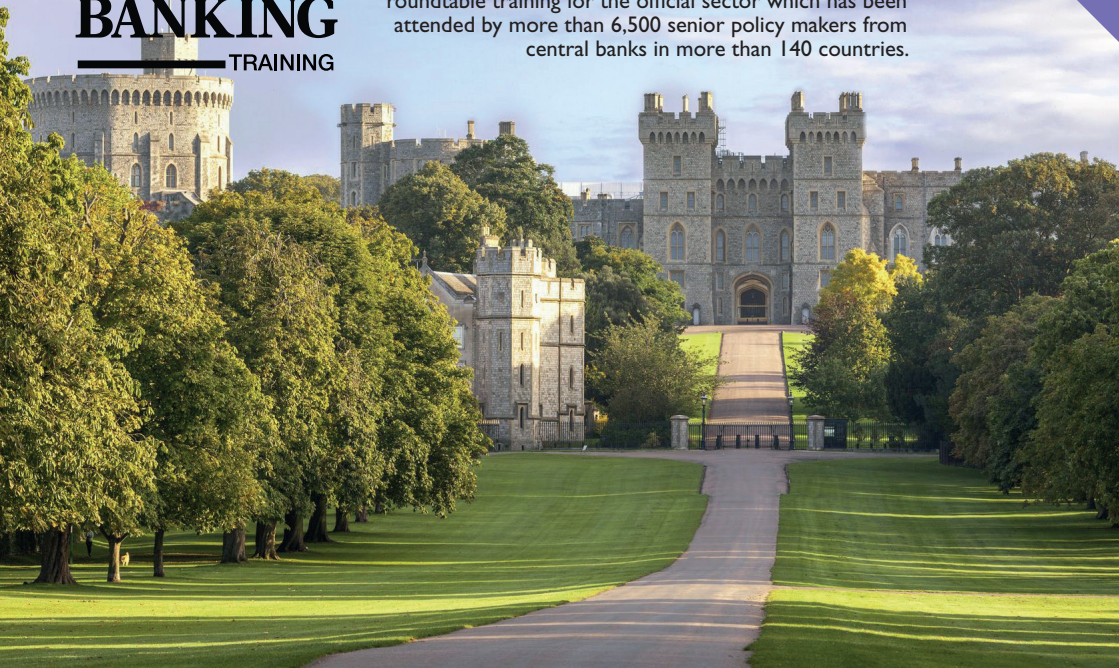 BANKING
TRAINING
roundtable training for the official sector which has been
attended by more than 6,500 senior policy makers from
central banks in more than 140 countries.